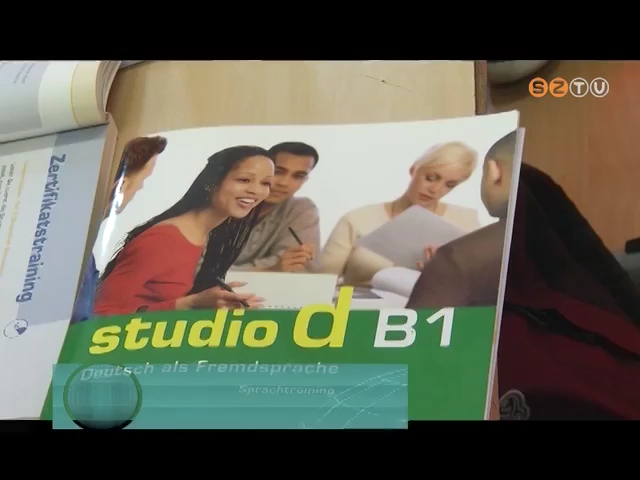 SZTV
Zertifikatstraining
studio d B1
Deutsch als Fremdsprache
Sprachtraining